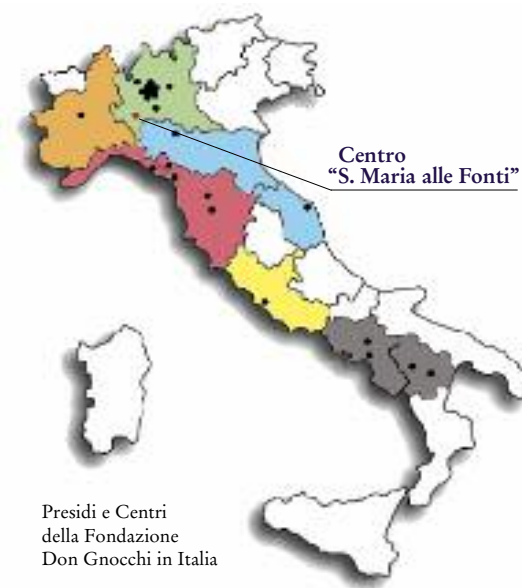 Centro
“S. Maria alle Fonti”
Presidi e Centri
della Fondazione
Don Gnocchi in Italia